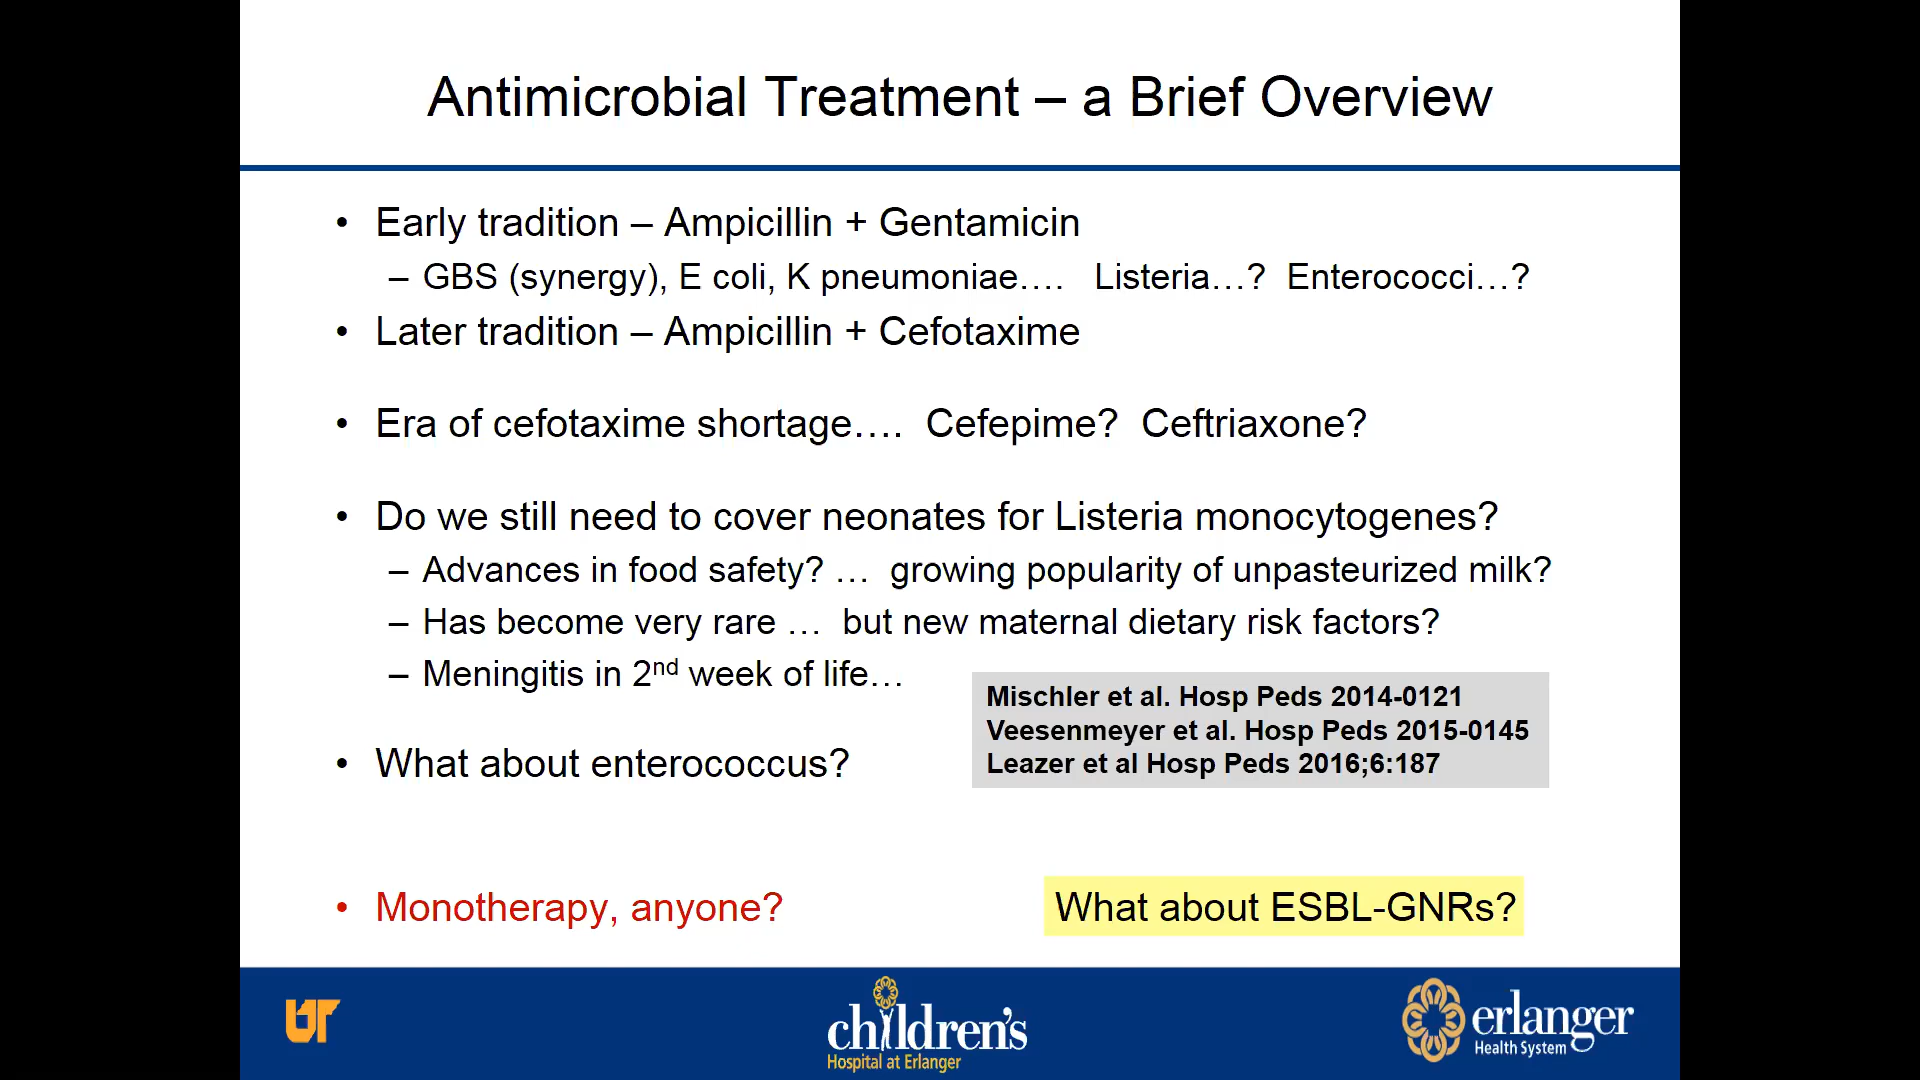 Antimicrobial Treatment – a Brief Overview
• Early tradition – Ampicillin + Gentamicin
– GBS (synergy), E coli, K pneumoniae…. Listeria…? Enterococci…?
• Later tradition – Ampicillin + Cefotaxime
• Era of cefotaxime shortage…. Cefepime? Ceftriaxone?
• Do we still need to cover neonates for Listeria monocytogenes?
– Advances in food safety? … growing popularity of unpasteurized milk?
– Has become very rare … but new maternal dietary risk factors?
– Meningitis in 2nd week of life…
Mischler et al. Hosp Peds 2014-0121
Veesenmeyer et al. Hosp Peds 2015-0145
Leazer et al Hosp Peds 2016;6:187
• What about enterococcus?
• Monotherapy, anyone?
What about ESBL-GNRs?
UT
children's
Hospital at Erlanger
erlanger
Health System